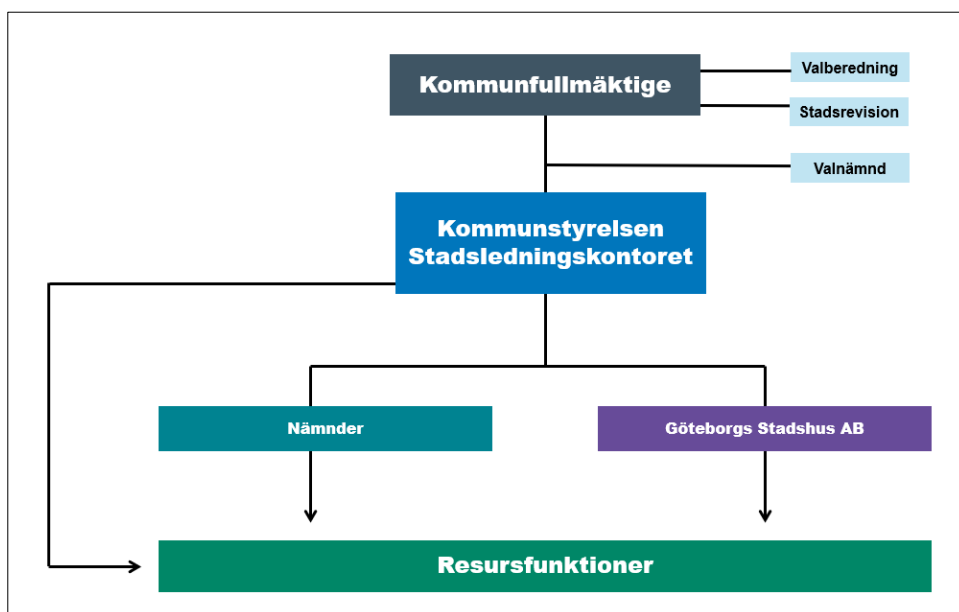 Kommunfullmäktige
Valberedning
Stadsrevision
Valnämnd
Kommunstyrelsen
Stadsledningskontoret
Nämnder
Göteborgs Stadshus AB
Resursfunktioner